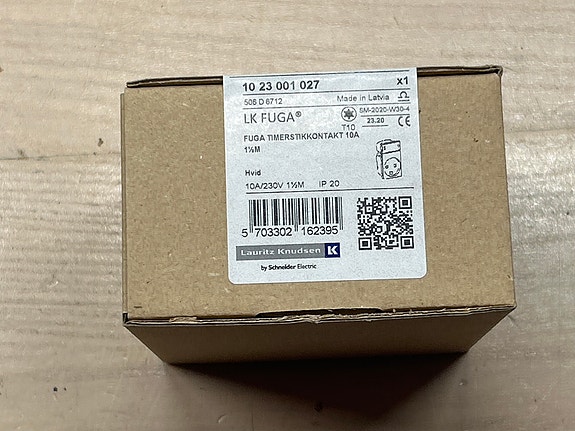 10 23 001 027 x1
506 D 6712 Made in Latvia
LK FUGA® T10 SM-2020-W30-4
23.20 CE
FUGA TIMERSTIKKONTAKT 10A
1½M
Hvid
10A/230V 1½M IP 20
5 703302 162395
Lauritz Knudsen K
by Schneider Electric